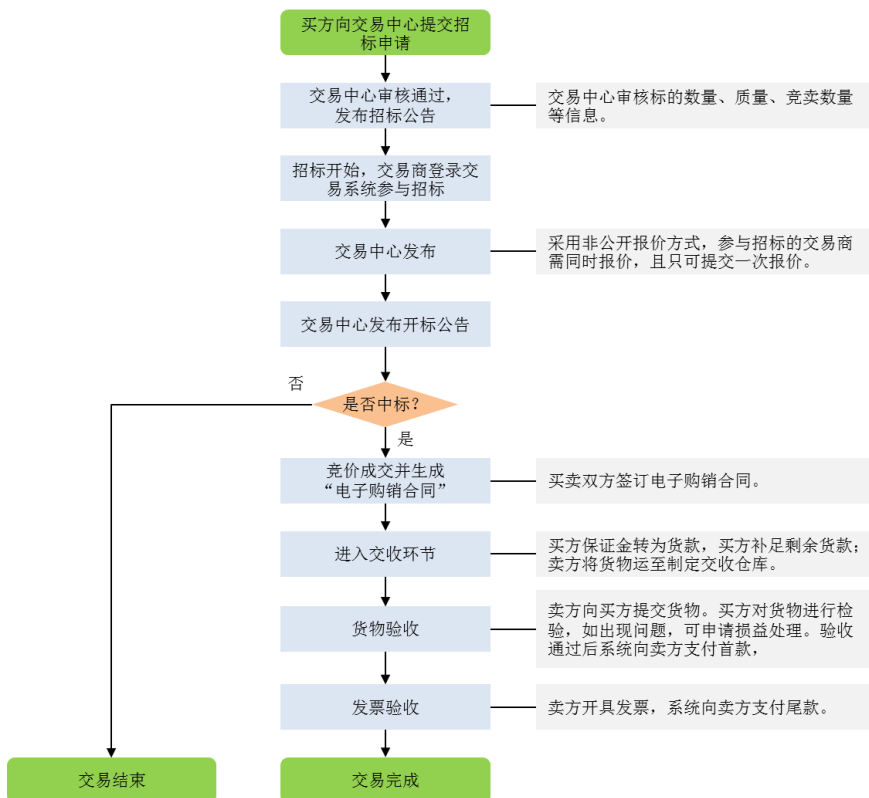 买方向交易中心提交招
标申请
交易中心审核通过，
发布招标公告
交易中心审核标的数量、质量、竞卖数量
等信息。
招标开始，交易商登录交
易系统参与招标
交易中心发布
采用非公开报价方式，参与招标的交易商
需同时报价，且只可提交一次报价。
交易中心发布开标公告
否
是否中标？
是
竞价成交并生成
“电子购销合同”
买卖双方签订电子购销合同。
进入交收环节
买方保证金转为货款，买方补足剩余货款；
卖方将货物运至制定交收仓库。
货物验收
卖方向买方提交货物。买方对货物进行检
验，如出现问题，可申请损益处理。验收
通过后系统向卖方支付首款，
发票验收
卖方开具发票，系统向卖方支付尾款。
交易结束
交易完成